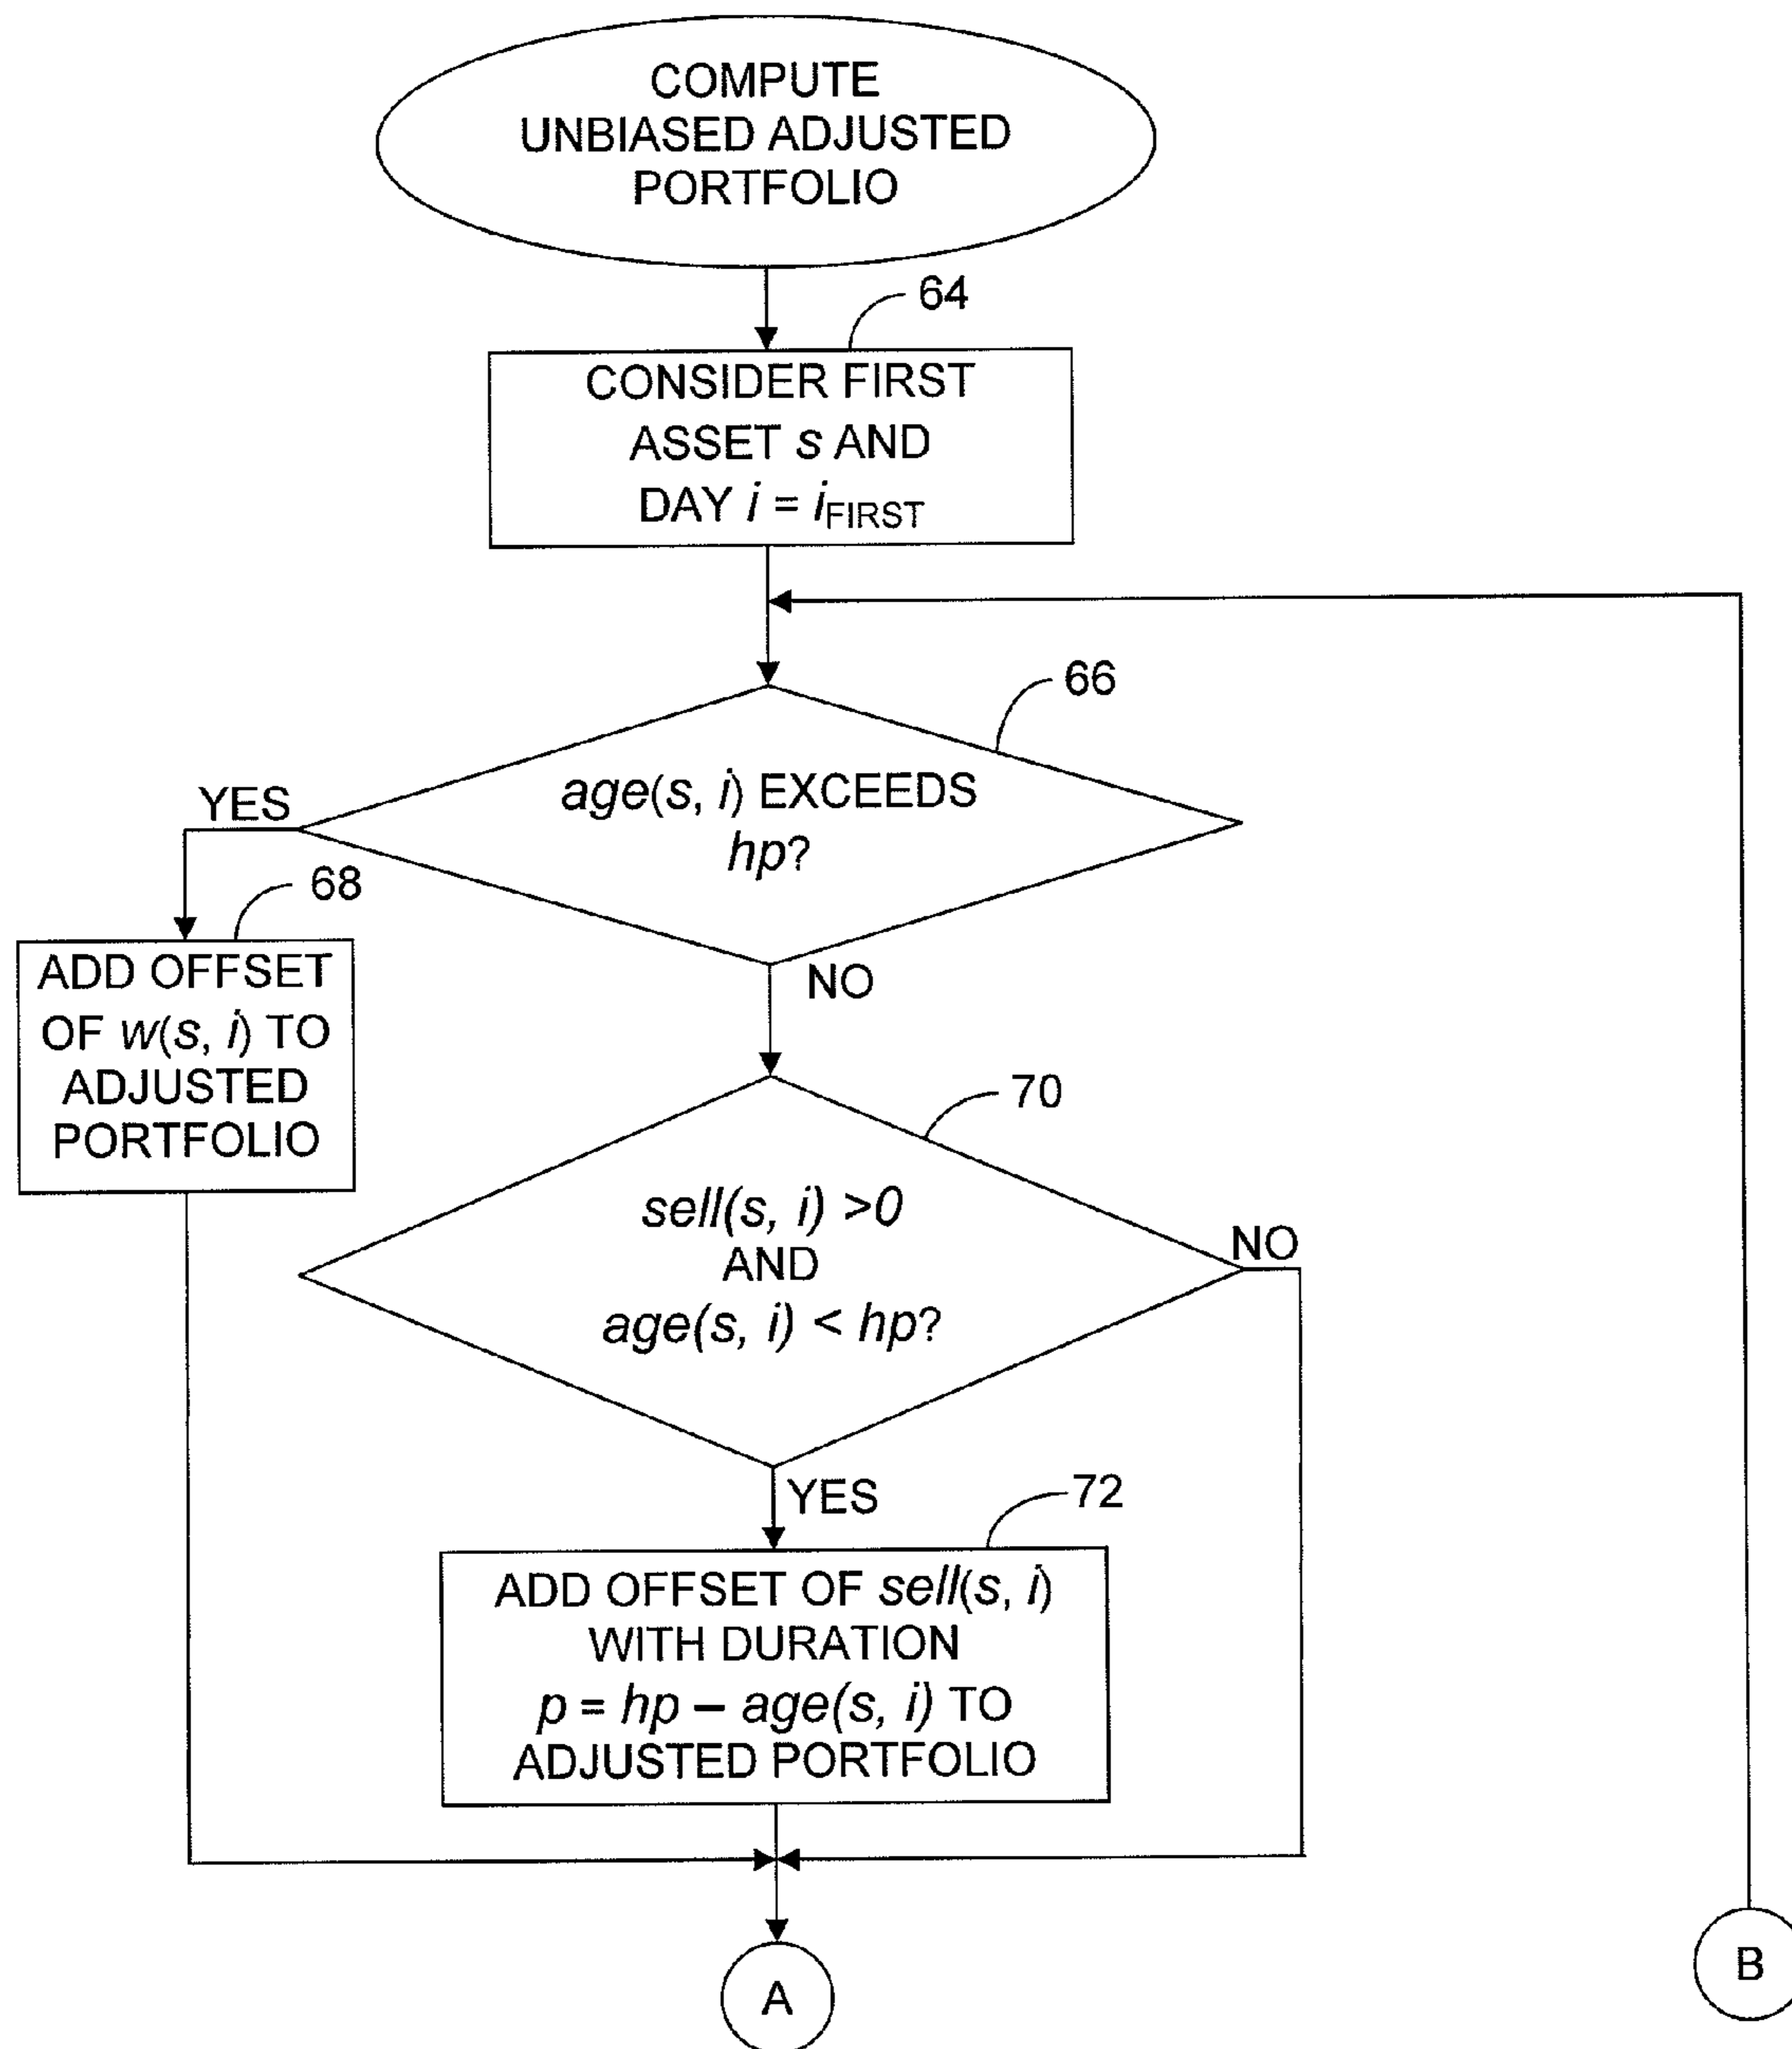 COMPUTE
UNBIASED ADJUSTED
PORTFOLIO
64
CONSIDER FIRST
ASSET s AND
DAY i = iFIRST
66
age(s, i) EXCEEDS
hp?
YES
68
NO
ADD OFFSET
OF w(s, i) TO
ADJUSTED
PORTFOLIO
70
sell(s, i) >0
AND
age(s, i) < hp?
NO
YES
72
ADD OFFSET OF sell(s, i)
WITH DURATION
p = hp – age(s, i) TO
ADJUSTED PORTFOLIO
A
B